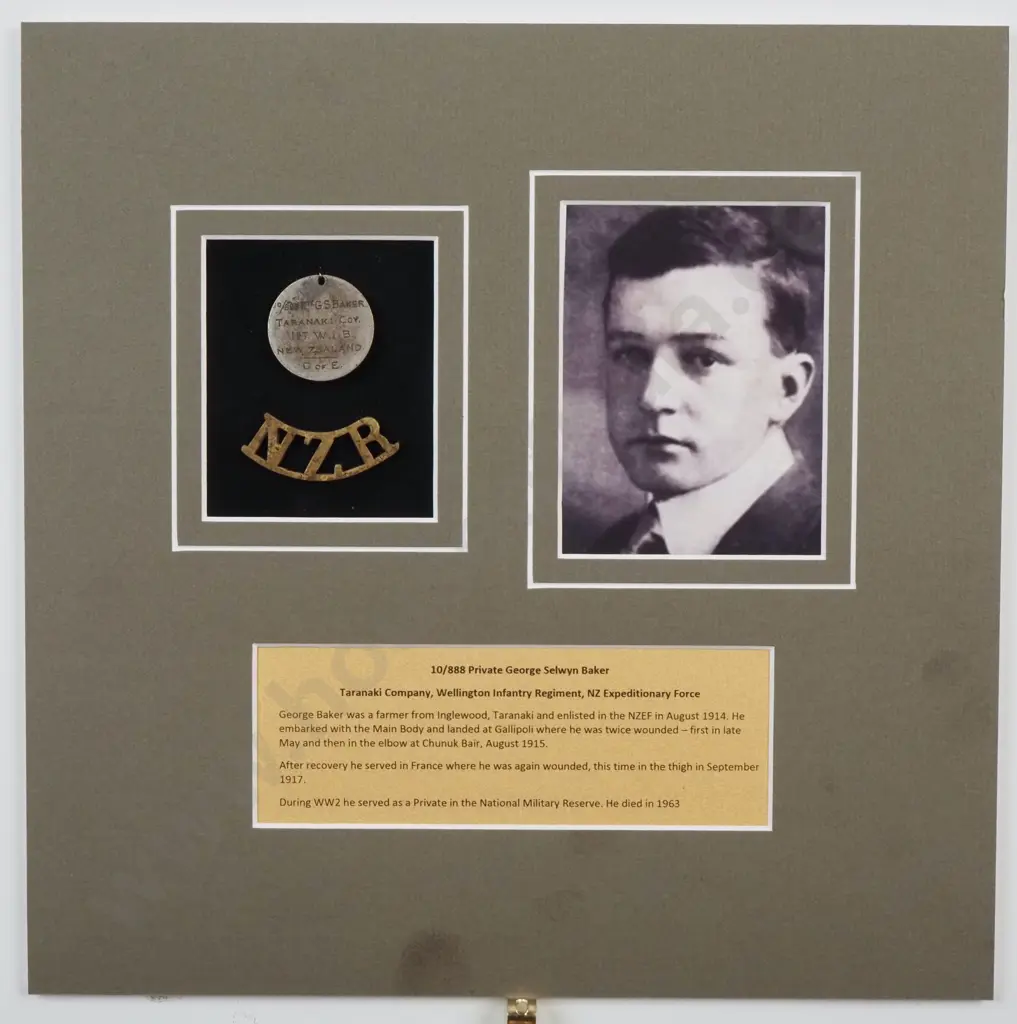 G S BAKER
TARANAKI COY.
1ST W. I. B.
NEW ZEALAND
C OF E
NZR
10/888 Private George Selwyn Baker
Taranaki Company, Wellington Infantry Regiment, NZ Expeditionary Force
George Baker was a farmer from Inglewood, Taranaki and enlisted in the NZEF in August 1914. He
embarked with the Main Body and landed at Gallipoli where he was twice wounded – first in late
May and then in the elbow at Chunuk Bair, August 1915.
After recovery he served in France where he was again wounded, this time in the thigh in September
1917.
During WW2 he served as a Private in the National Military Reserve. He died in 1963